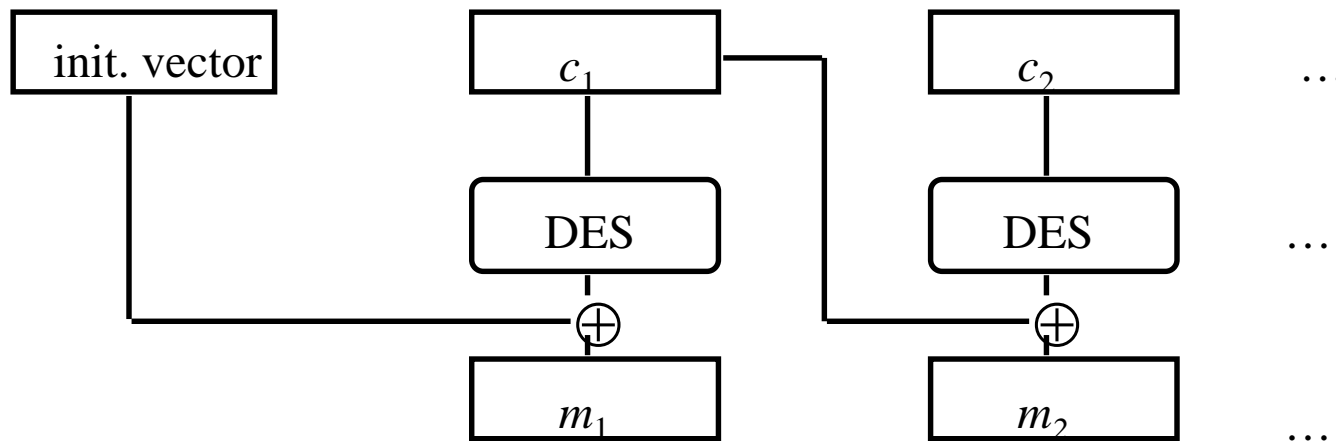 init. vector c₁ c₂ …
DES DES …
⊕ ⊕
m₁ m₂ …